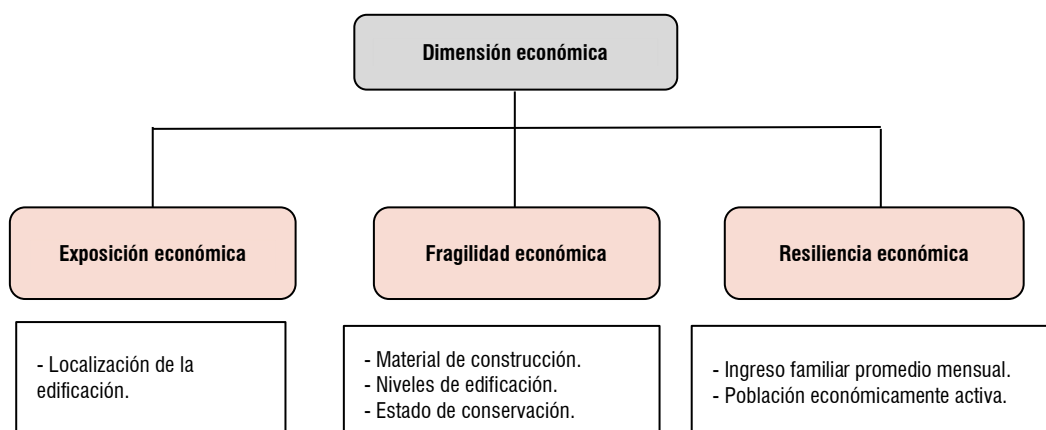 Dimensión económica
Exposición económica
Fragilidad económica
Resiliencia económica
- Localización de la
edificación.
- Material de construcción.
- Niveles de edificación.
- Estado de conservación.
- Ingreso familiar promedio mensual.
- Población económicamente activa.